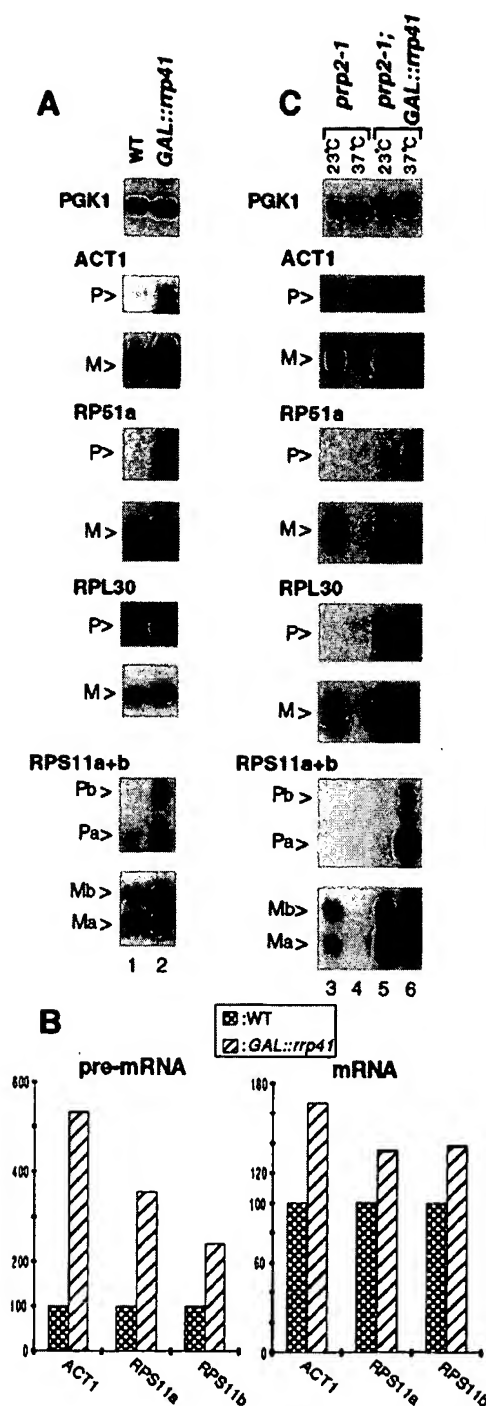 A
WT
GAL::rrp41
PGK1
ACT1
P>
M>
RP51a
P>
M>
RPL30
P>
M>
RPS11a+b
Pb>
Pa>
Mb>
Ma>
1 2
C
prp2-1
prp2-1; GAL::rrp41
23°C 37°C 23°C 37°C
PGK1
ACT1
P>
M>
RP51a
P>
M>
RPL30
P>
M>
RPS11a+b
Pb>
Pa>
Mb>
Ma>
3 4 5 6
B
:WT
:GAL::rrp41
pre-mRNA
600
400
200
100
0
ACT1
RPS11a
RPS11b
mRNA
180
140
100
60
0
ACT1
RPS11a
RPS11b